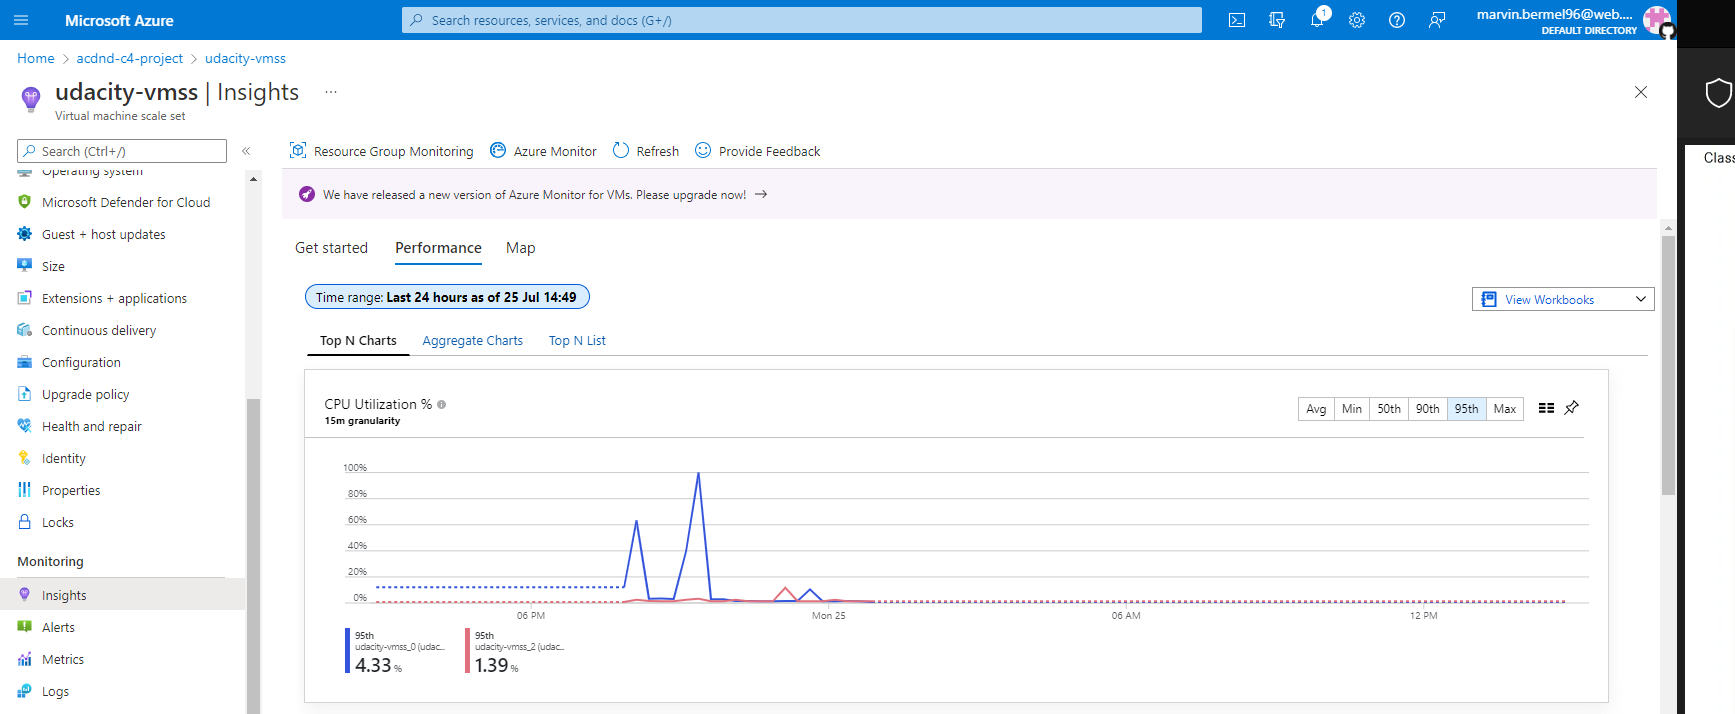 Microsoft Azure
Search resources, services, and docs (G+/)
1
marvin.bermel96@web....
DEFAULT DIRECTORY
Home > acdnd-c4-project > udacity-vmss
udacity-vmss | Insights ...
Virtual machine scale set
Search (Ctrl+/)
«
Resource Group Monitoring
Azure Monitor
Refresh
Provide Feedback
We have released a new version of Azure Monitor for VMs. Please upgrade now! →
Operating system
Microsoft Defender for Cloud
Guest + host updates
Size
Extensions + applications
Continuous delivery
Configuration
Upgrade policy
Health and repair
Identity
Properties
Locks
Monitoring
Insights
Alerts
Metrics
Logs
Get started
Performance
Map
Time range: Last 24 hours as of 25 Jul 14:49
View Workbooks
Top N Charts
Aggregate Charts
Top N List
CPU Utilization %
15m granularity
Avg Min 50th 90th 95th Max
100%
80%
60%
40%
20%
0%
06 PM
Mon 25
06 AM
12 PM
95th
udacity-vmss_0 (udac...
4.33 %
95th
udacity-vmss_2 (udac...
1.39 %
Clas